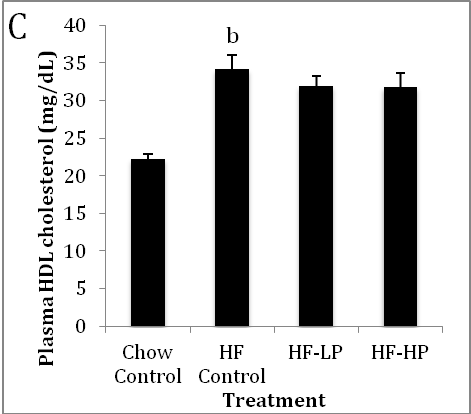 C
Plasma HDL cholesterol (mg/dL)
40
35
30
25
20
15
10
5
0
b
Chow
Control
HF
Control
HF-LP
HF-HP
Treatment